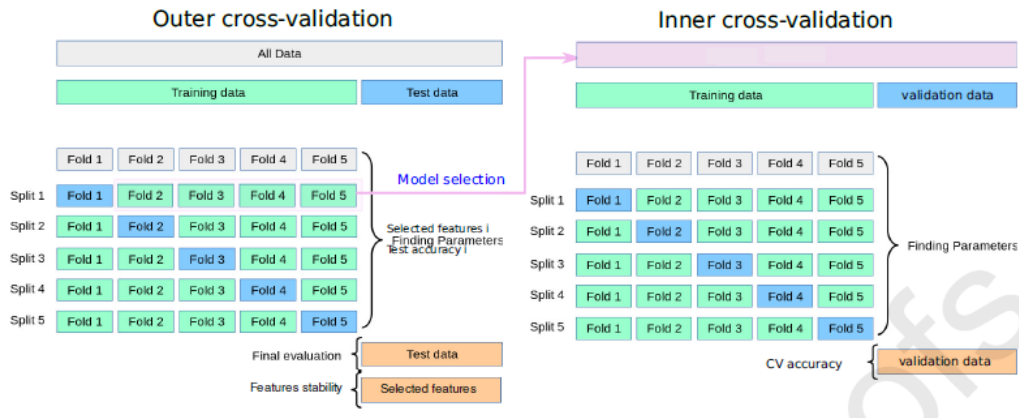 Outer cross-validation
All Data
Training data Test data
Fold 1 Fold 2 Fold 3 Fold 4 Fold 5
Split 1 Fold 1 Fold 2 Fold 3 Fold 4 Fold 5
Split 2 Fold 1 Fold 2 Fold 3 Fold 4 Fold 5
Split 3 Fold 1 Fold 2 Fold 3 Fold 4 Fold 5
Split 4 Fold 1 Fold 2 Fold 3 Fold 4 Fold 5
Split 5 Fold 1 Fold 2 Fold 3 Fold 4 Fold 5
Model selection
Selected features i
Finding Parameters
Test accuracy i
Final evaluation Test data
Features stability Selected features
Inner cross-validation
Training data validation data
Fold 1 Fold 2 Fold 3 Fold 4 Fold 5
Split 1 Fold 1 Fold 2 Fold 3 Fold 4 Fold 5
Split 2 Fold 1 Fold 2 Fold 3 Fold 4 Fold 5
Split 3 Fold 1 Fold 2 Fold 3 Fold 4 Fold 5
Split 4 Fold 1 Fold 2 Fold 3 Fold 4 Fold 5
Split 5 Fold 1 Fold 2 Fold 3 Fold 4 Fold 5
Finding Parameters
CV accuracy validation data
ofs